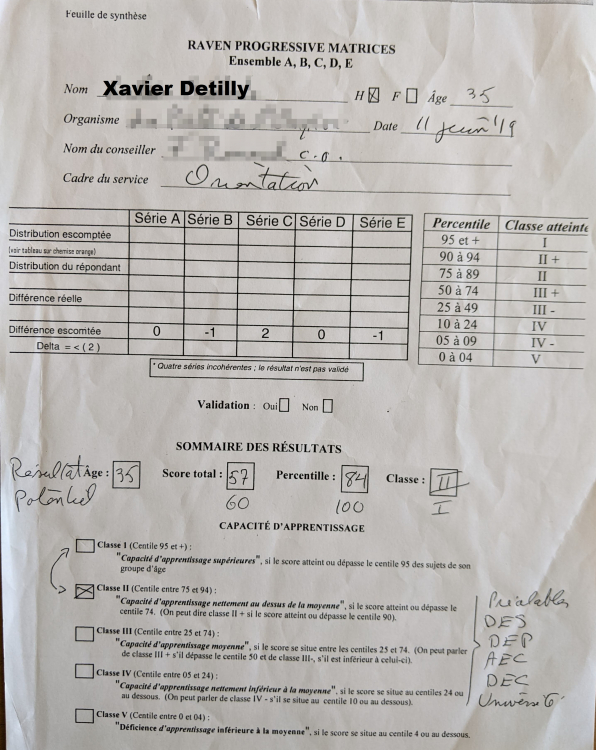 Feuille de synthèse
RAVEN PROGRESSIVE MATRICES
Ensemble A, B, C, D, E
Nom Xavier Detilly H F Âge 35
Organisme Date 11 juin '19
Nom du conseiller c.o.
Cadre du service Orientation
Série A Série B Série C Série D Série E
Distribution escomptée
(voir tableau sur chemise orange)
Distribution du répondant
Différence réelle
Différence escomtée 0 -1 2 0 -1
Delta = < ( 2 )
* Quatre séries incohérentes ; le résultat n'est pas validé
Percentile Classe atteinte
95 et + I
90 à 94 II +
75 à 89 II
50 à 74 III +
25 à 49 III -
10 à 24 IV
05 à 09 IV -
0 à 04 V
Validation : Oui Non
SOMMAIRE DES RÉSULTATS
Résultat Âge : 35 Score total : 57 Percentille : 84 Classe : II
Potentiel 60 100 I
CAPACITÉ D'APPRENTISSAGE
Classe I (Centile 95 et +) :
"Capacité d'apprentissage supérieures", si le score atteint ou dépasse le centile 95 des sujets de son
groupe d'âge
Classe II (Centile entre 75 et 94) :
"Capacité d'apprentissage nettement au dessus de la moyenne", si le score atteint ou dépasse le
centile 74. (On peut dire classe II + si le score atteint ou dépasse le centile 90).
Classe III (Centile entre 25 et 74) :
"Capacité d'apprentissage moyenne", si le score se situe entre les centiles 25 et 74. (On peut parler
de classe III + s'il dépasse le centile 50 et de classe III-, s'il est inférieur à celui-ci).
Classe IV (Centile entre 05 et 24) :
"Capacité d'apprentissage nettement inférieur à la moyenne", si le score se situe au centiles 24 ou
au dessous. (On peut parler de classe IV - s'il se situe au centile 10 ou au dessous).
Classe V (Centile entre 0 et 04) :
"Déficience d'apprentissage inférieure à la moyenne", si le score se situe au centile 4 ou au dessous.
Préalables
DES
DEP
AEC
DEC
Université